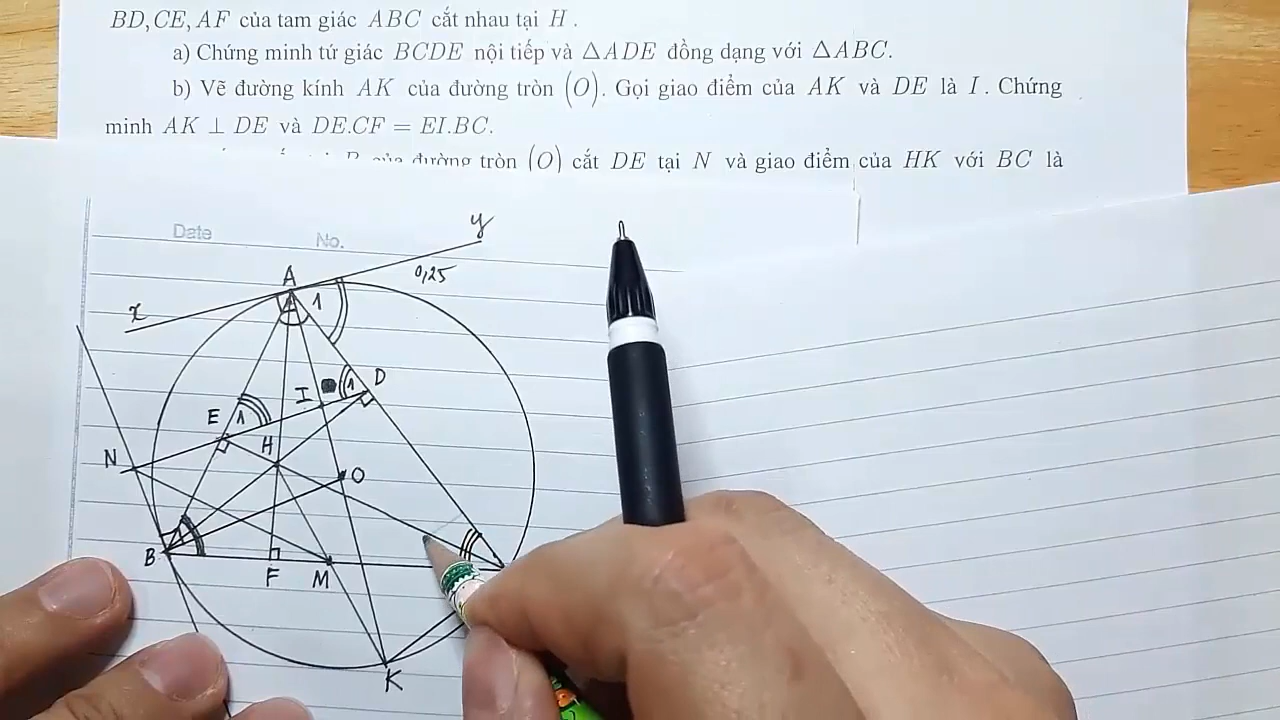 BD, CE, AF của tam giác ABC cắt nhau tại H.
a) Chứng minh tứ giác BCDE nội tiếp và ΔADE đồng dạng với ΔABC.
b) Vẽ đường kính AK của đường tròn (O). Gọi giao điểm của AK và DE là I. Chứng
minh AK ⊥ DE và DE.CF = EI.BC.
của đường tròn (O) cắt DE tại N và giao điểm của HK với BC là
Date
No.
y
0,25
A
x
1
D
I
1
E
1
H
N
O
B
F
M
K